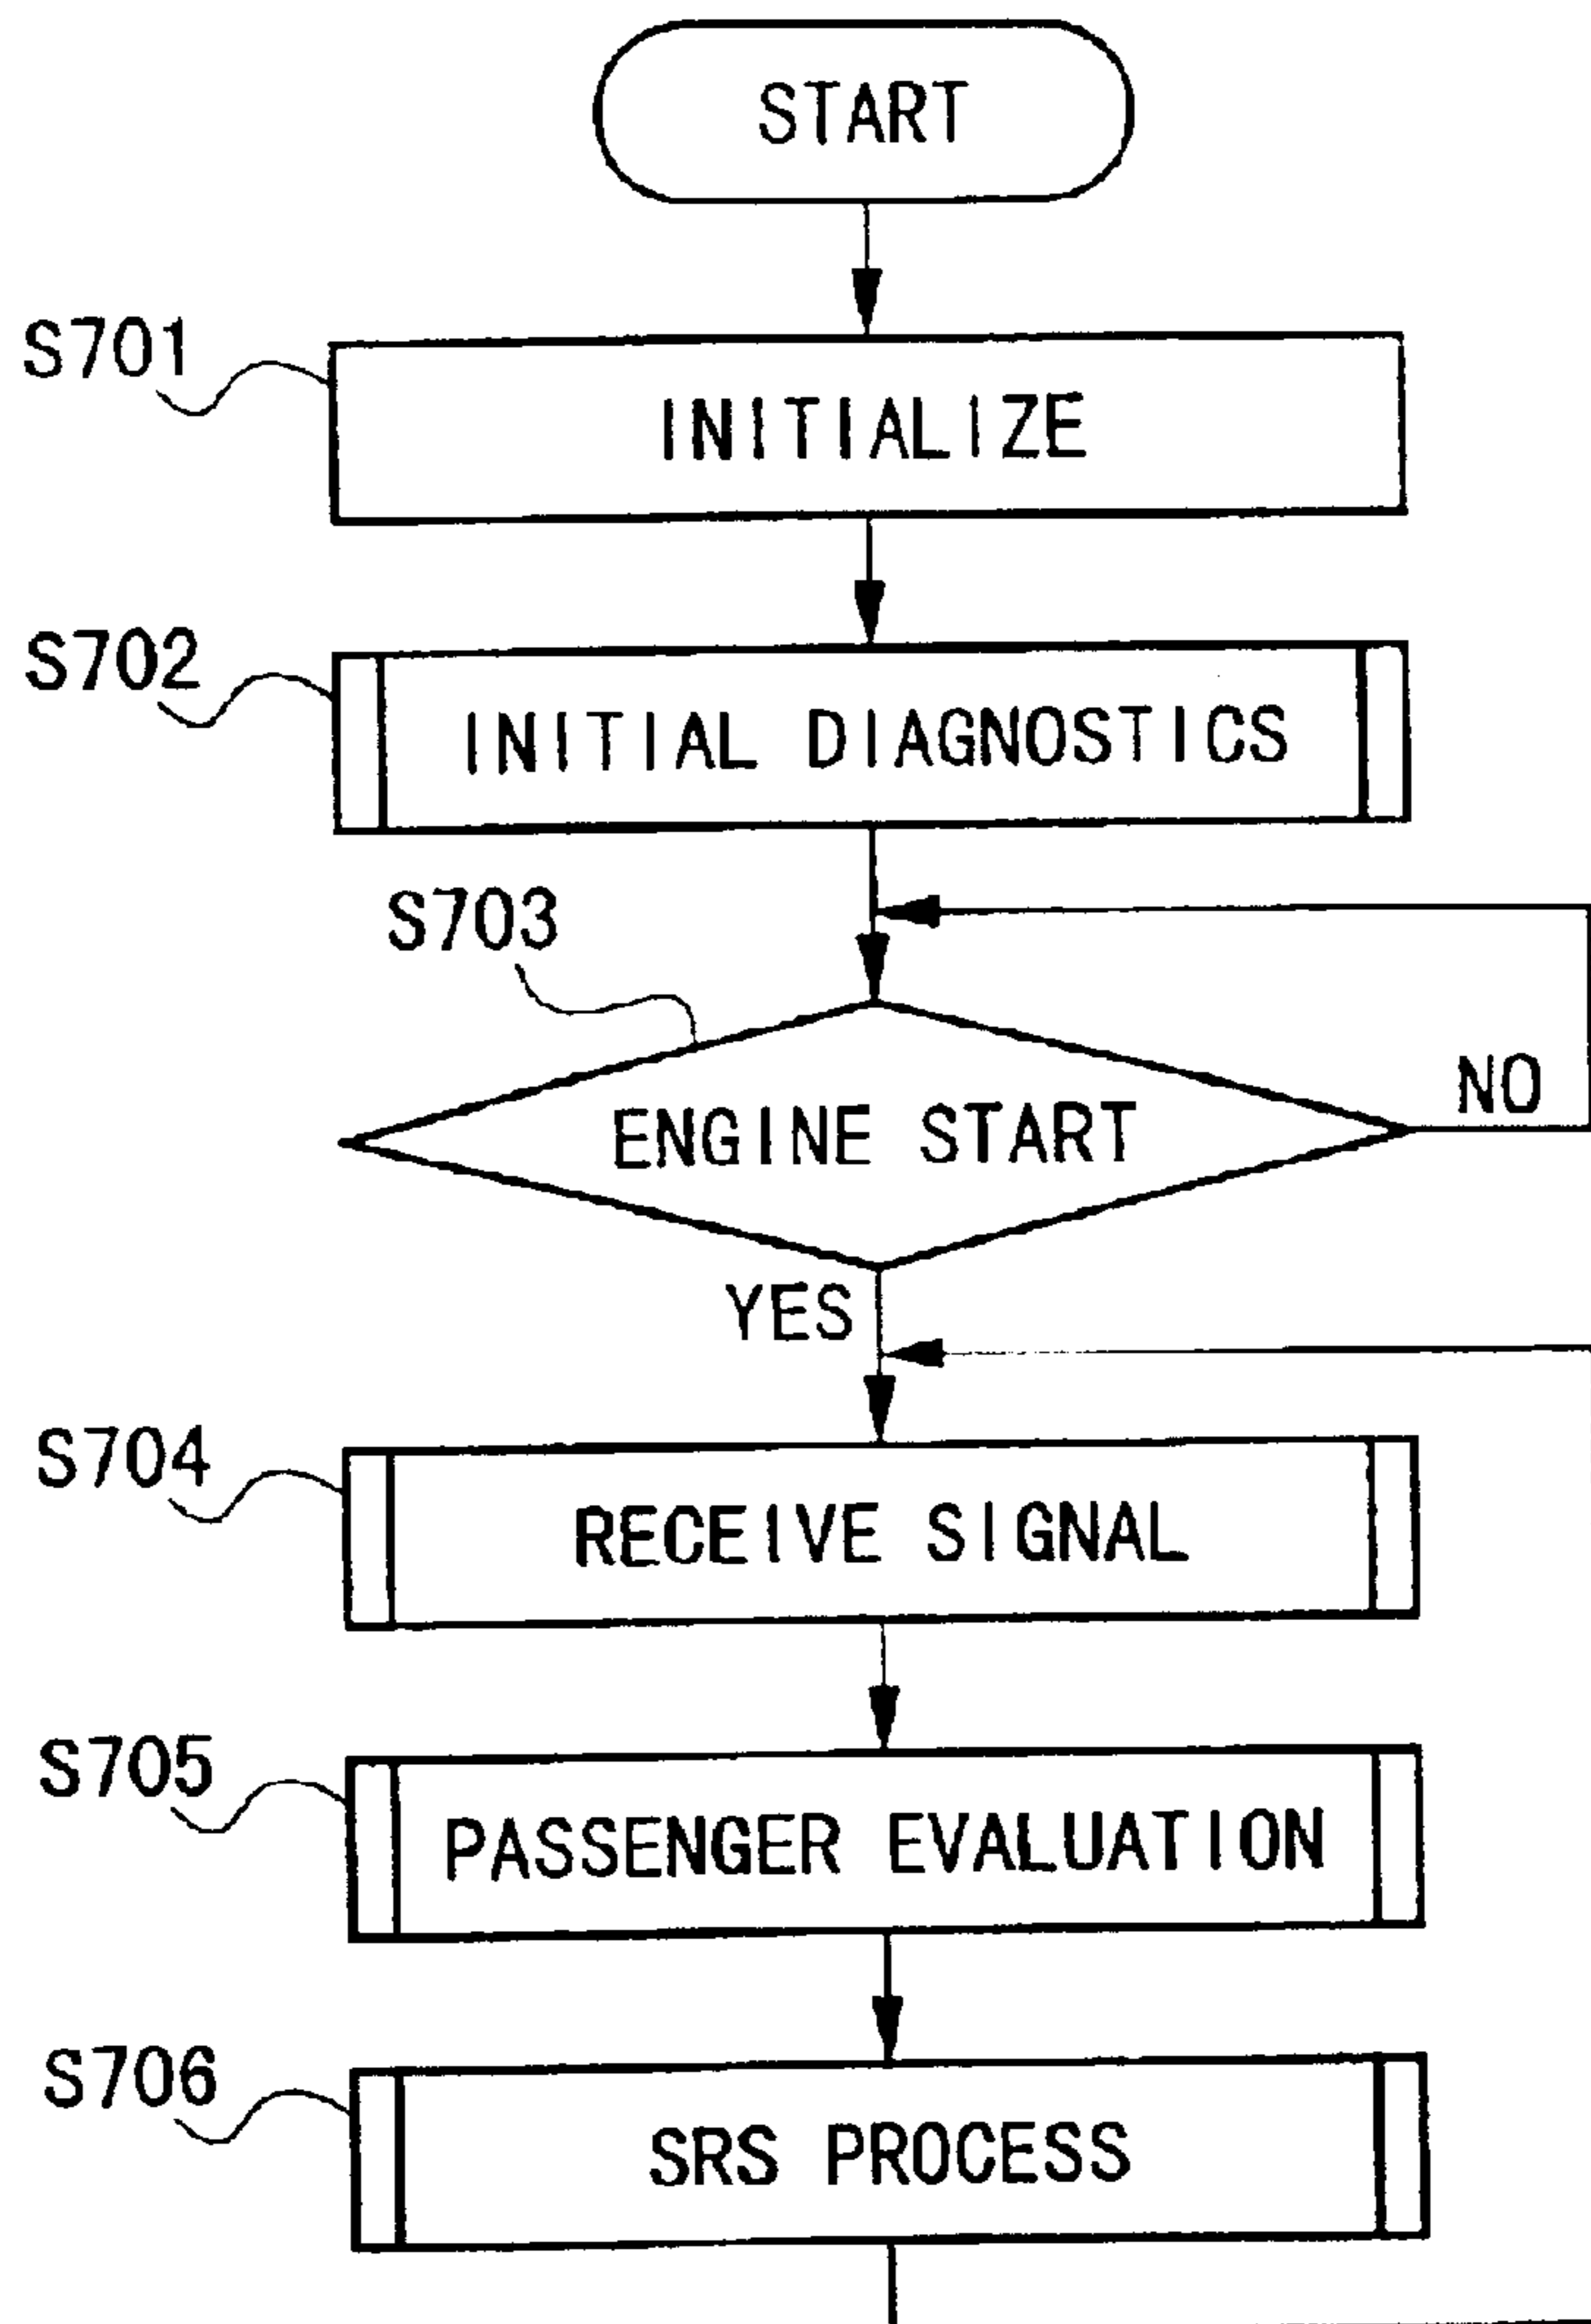 START
S701
INITIALIZE
S702
INITIAL DIAGNOSTICS
S703
ENGINE START
NO
YES
S704
RECEIVE SIGNAL
S705
PASSENGER EVALUATION
S706
SRS PROCESS